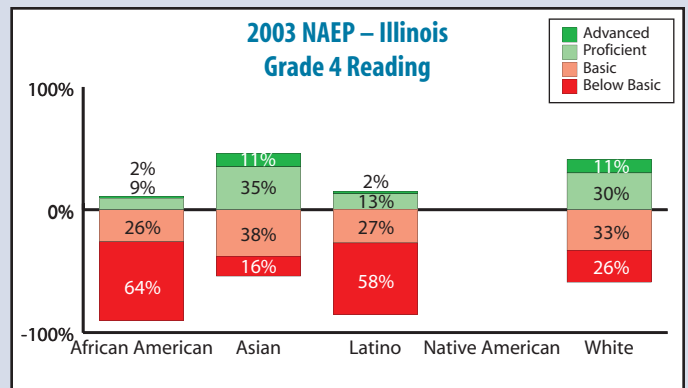 2003 NAEP – Illinois
Grade 4 Reading
Advanced
Proficient
Basic
Below Basic
100%
0%
-100%
2%
9%
26%
64%
11%
35%
38%
16%
2%
13%
27%
58%
11%
30%
33%
26%
African American Asian Latino Native American White